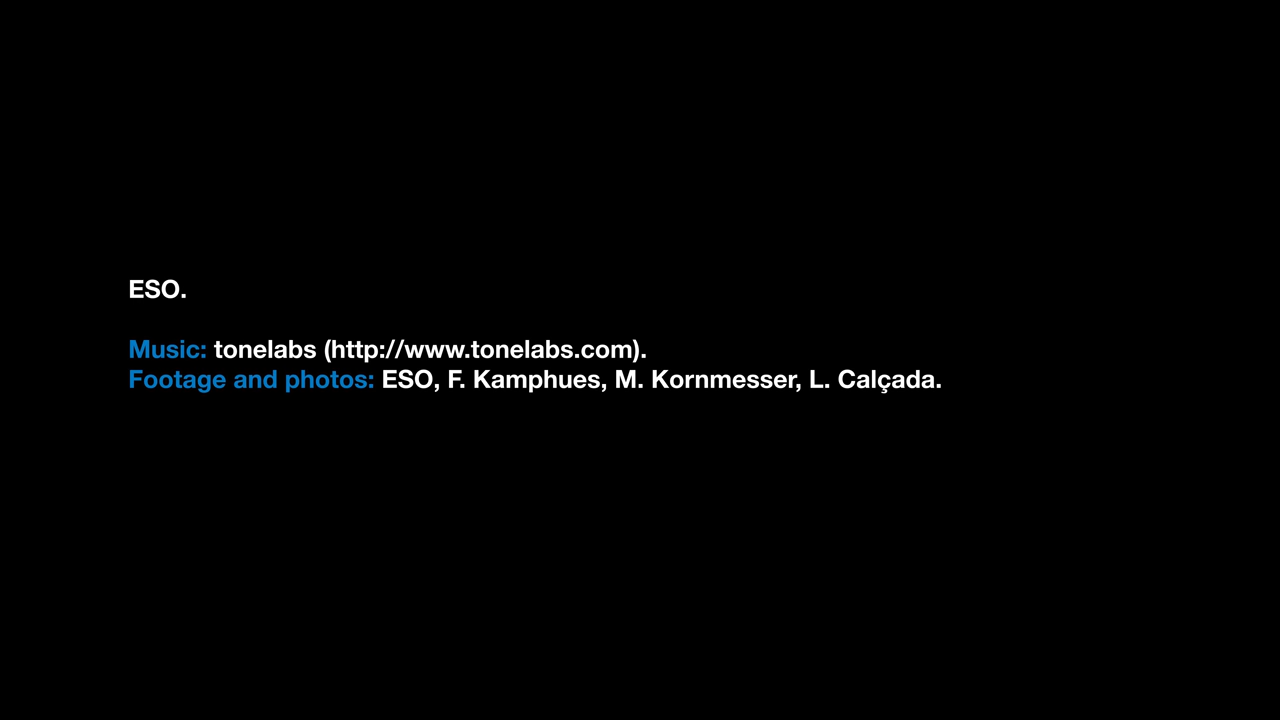 ESO.
Music: tonelabs (http://www.tonelabs.com).
Footage and photos: ESO, F. Kamphues, M. Kornmesser, L. Calçada.